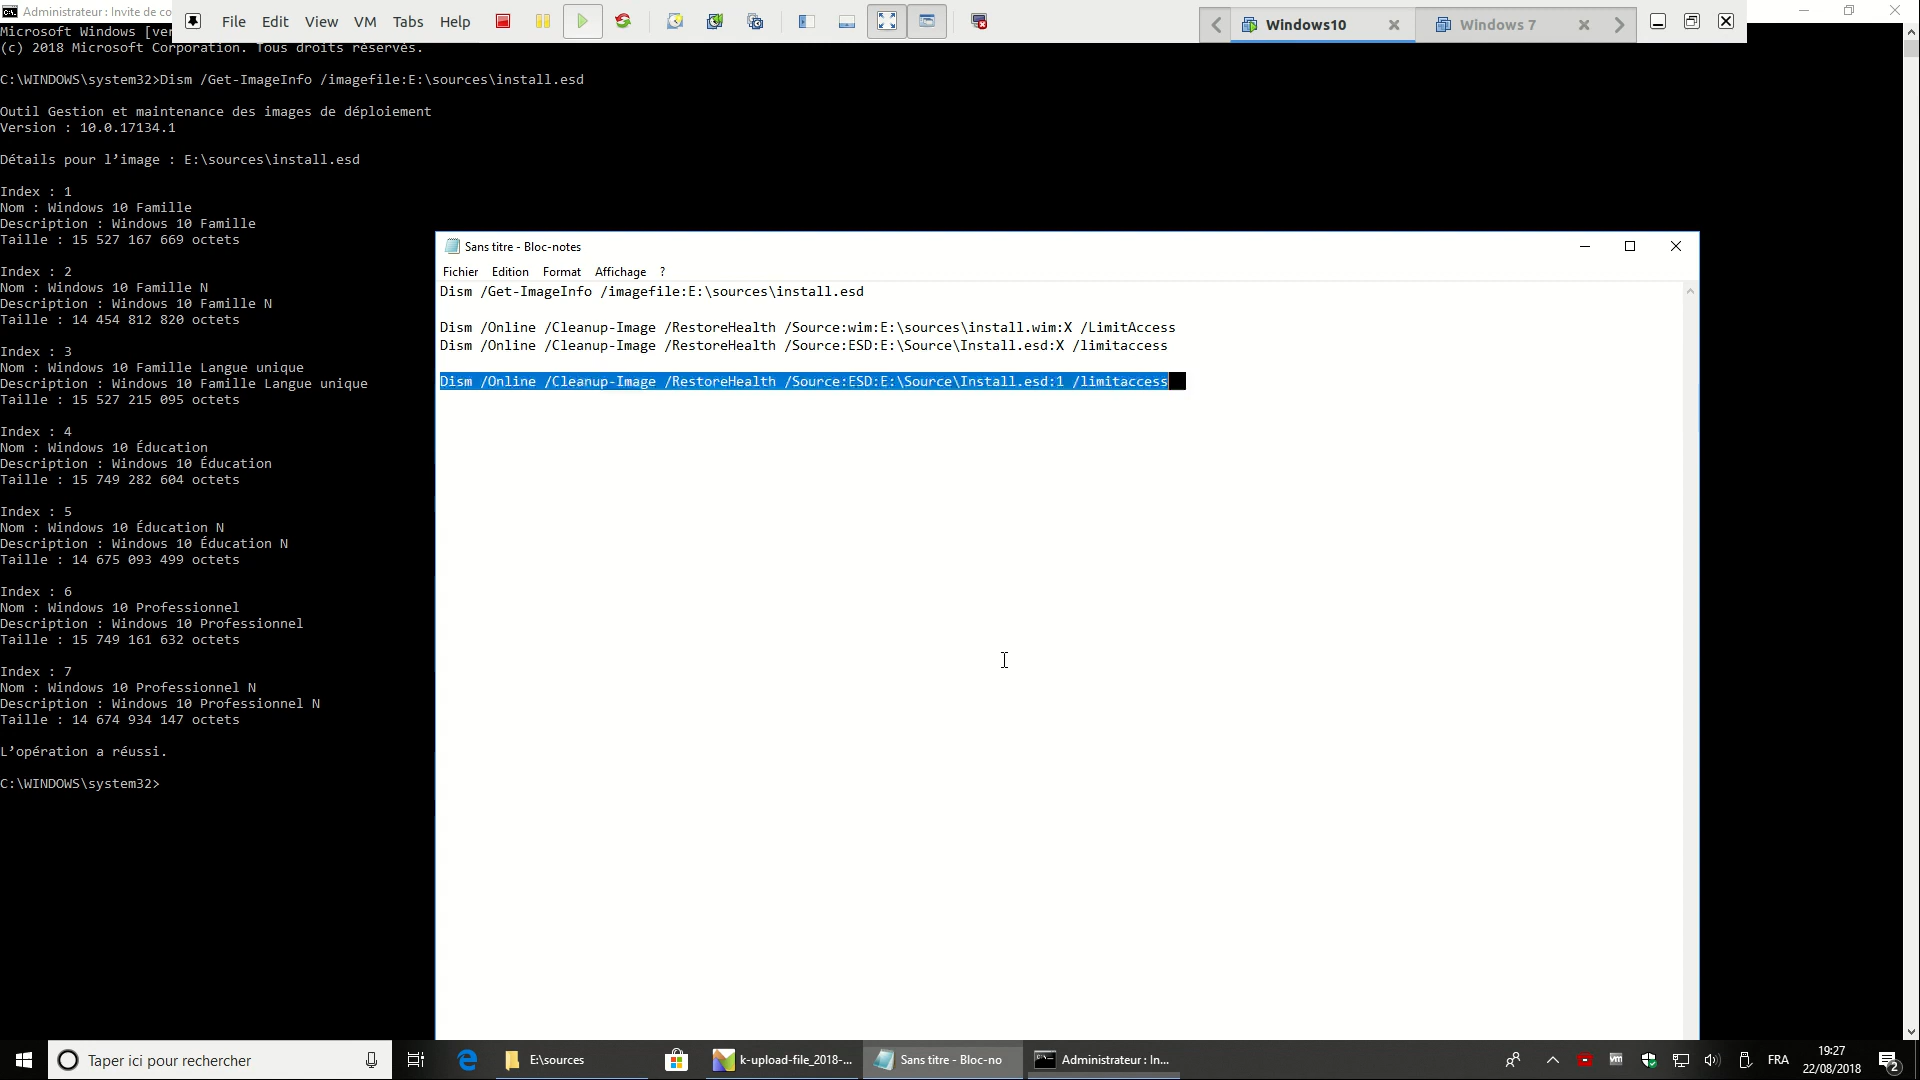 Administrateur : Invite de co
File Edit View VM Tabs Help
Windows10
Windows 7
Microsoft Windows [ver
(c) 2018 Microsoft Corporation. Tous droits réservés.
C:\WINDOWS\system32>Dism /Get-ImageInfo /imagefile:E:\sources\install.esd
Outil Gestion et maintenance des images de déploiement
Version : 10.0.17134.1
Détails pour l’image : E:\sources\install.esd
Index : 1
Nom : Windows 10 Famille
Description : Windows 10 Famille
Taille : 15 527 167 669 octets
Index : 2
Nom : Windows 10 Famille N
Description : Windows 10 Famille N
Taille : 14 454 812 820 octets
Index : 3
Nom : Windows 10 Famille Langue unique
Description : Windows 10 Famille Langue unique
Taille : 15 527 215 095 octets
Index : 4
Nom : Windows 10 Éducation
Description : Windows 10 Éducation
Taille : 15 749 282 604 octets
Index : 5
Nom : Windows 10 Éducation N
Description : Windows 10 Éducation N
Taille : 14 675 093 499 octets
Index : 6
Nom : Windows 10 Professionnel
Description : Windows 10 Professionnel
Taille : 15 749 161 632 octets
Index : 7
Nom : Windows 10 Professionnel N
Description : Windows 10 Professionnel N
Taille : 14 674 934 147 octets
L’opération a réussi.
C:\WINDOWS\system32>
Sans titre - Bloc-notes
Fichier Edition Format Affichage ?
Dism /Get-ImageInfo /imagefile:E:\sources\install.esd
Dism /Online /Cleanup-Image /RestoreHealth /Source:wim:E:\sources\install.wim:X /LimitAccess
Dism /Online /Cleanup-Image /RestoreHealth /Source:ESD:E:\Source\Install.esd:X /limitaccess
Dism /Online /Cleanup-Image /RestoreHealth /Source:ESD:E:\Source\Install.esd:1 /limitaccess
Taper ici pour rechercher
E:\sources
k-upload-file_2018-...
Sans titre - Bloc-no
Administrateur : In...
FRA
19:27
22/08/2018
2